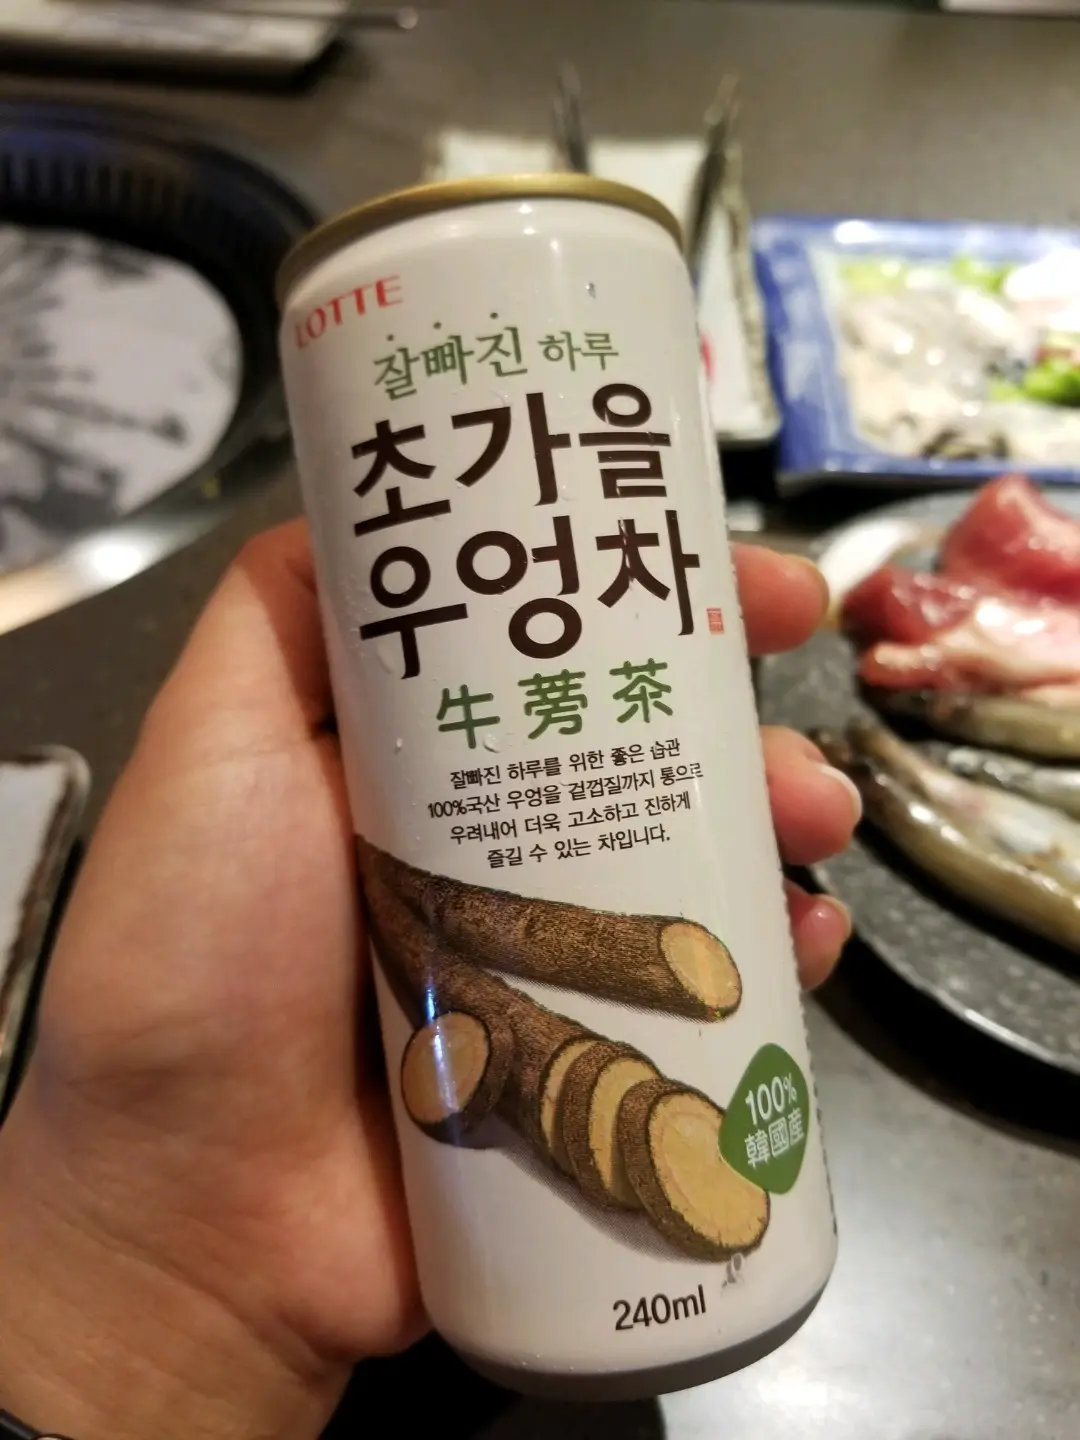 LOTTE
잘빠진 하루
초가을
우엉차
牛蒡茶
잘빠진 하루를 위한 좋은 습관
100%국산 우엉을 겉껍질까지 통으로
우려내어 더욱 고소하고 진하게
즐길 수 있는 차입니다.
100%
韓國産
240ml